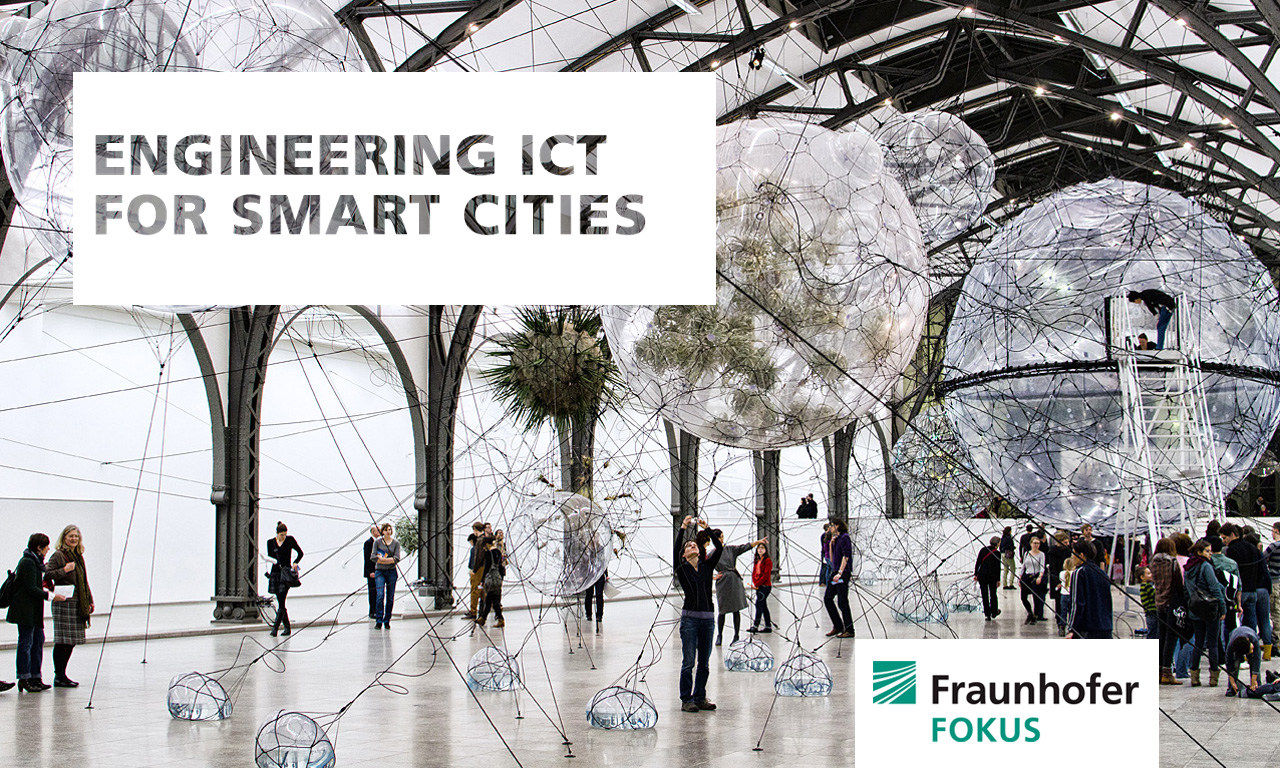 ENGINEERING ICT
FOR SMART CITIES
Fraunhofer
FOKUS